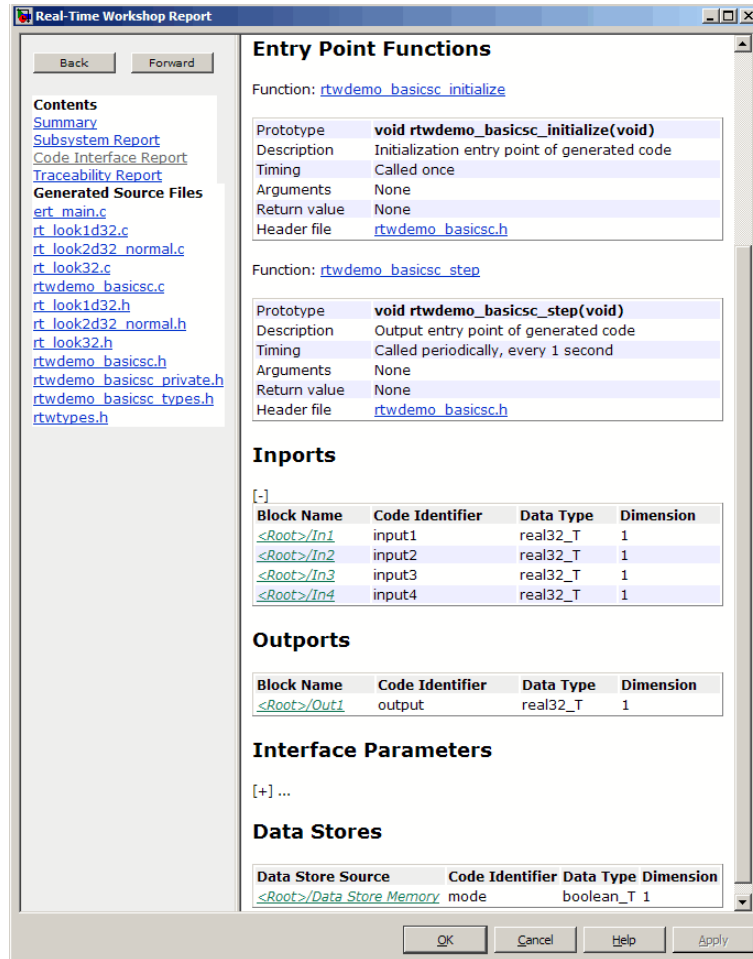 Real-Time Workshop Report
Back Forward
Contents
Summary
Subsystem Report
Code Interface Report
Traceability Report
Generated Source Files
ert_main.c
rt_look1d32.c
rt_look2d32_normal.c
rt_look32.c
rtwdemo_basicsc.c
rt_look1d32.h
rt_look2d32_normal.h
rt_look32.h
rtwdemo_basicsc.h
rtwdemo_basicsc_private.h
rtwdemo_basicsc_types.h
rtwtypes.h
Entry Point Functions
Function: rtwdemo_basicsc_initialize
Prototype void rtwdemo_basicsc_initialize(void)
Description Initialization entry point of generated code
Timing Called once
Arguments None
Return value None
Header file rtwdemo_basicsc.h
Function: rtwdemo_basicsc_step
Prototype void rtwdemo_basicsc_step(void)
Description Output entry point of generated code
Timing Called periodically, every 1 second
Arguments None
Return value None
Header file rtwdemo_basicsc.h
Inports
[-]
Block Name Code Identifier Data Type Dimension
<Root>/In1 input1 real32_T 1
<Root>/In2 input2 real32_T 1
<Root>/In3 input3 real32_T 1
<Root>/In4 input4 real32_T 1
Outports
Block Name Code Identifier Data Type Dimension
<Root>/Out1 output real32_T 1
Interface Parameters
[+] ...
Data Stores
Data Store Source Code Identifier Data Type Dimension
<Root>/Data Store Memory mode boolean_T 1
OK Cancel Help Apply